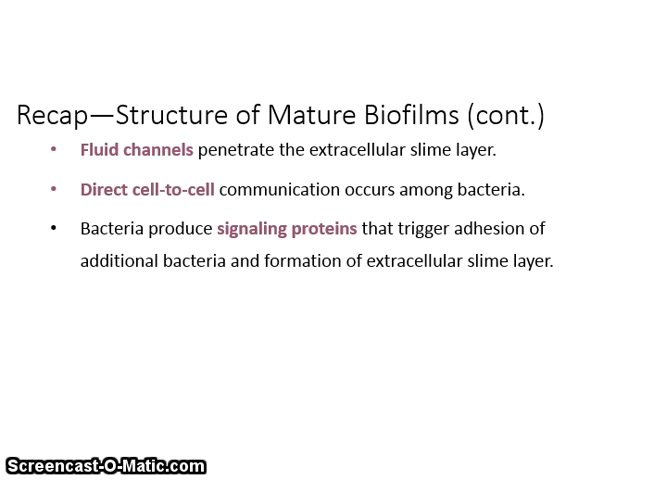 Recap—Structure of Mature Biofilms (cont.)
• Fluid channels penetrate the extracellular slime layer.
• Direct cell-to-cell communication occurs among bacteria.
• Bacteria produce signaling proteins that trigger adhesion of
additional bacteria and formation of extracellular slime layer.
Screencast-O-Matic.com